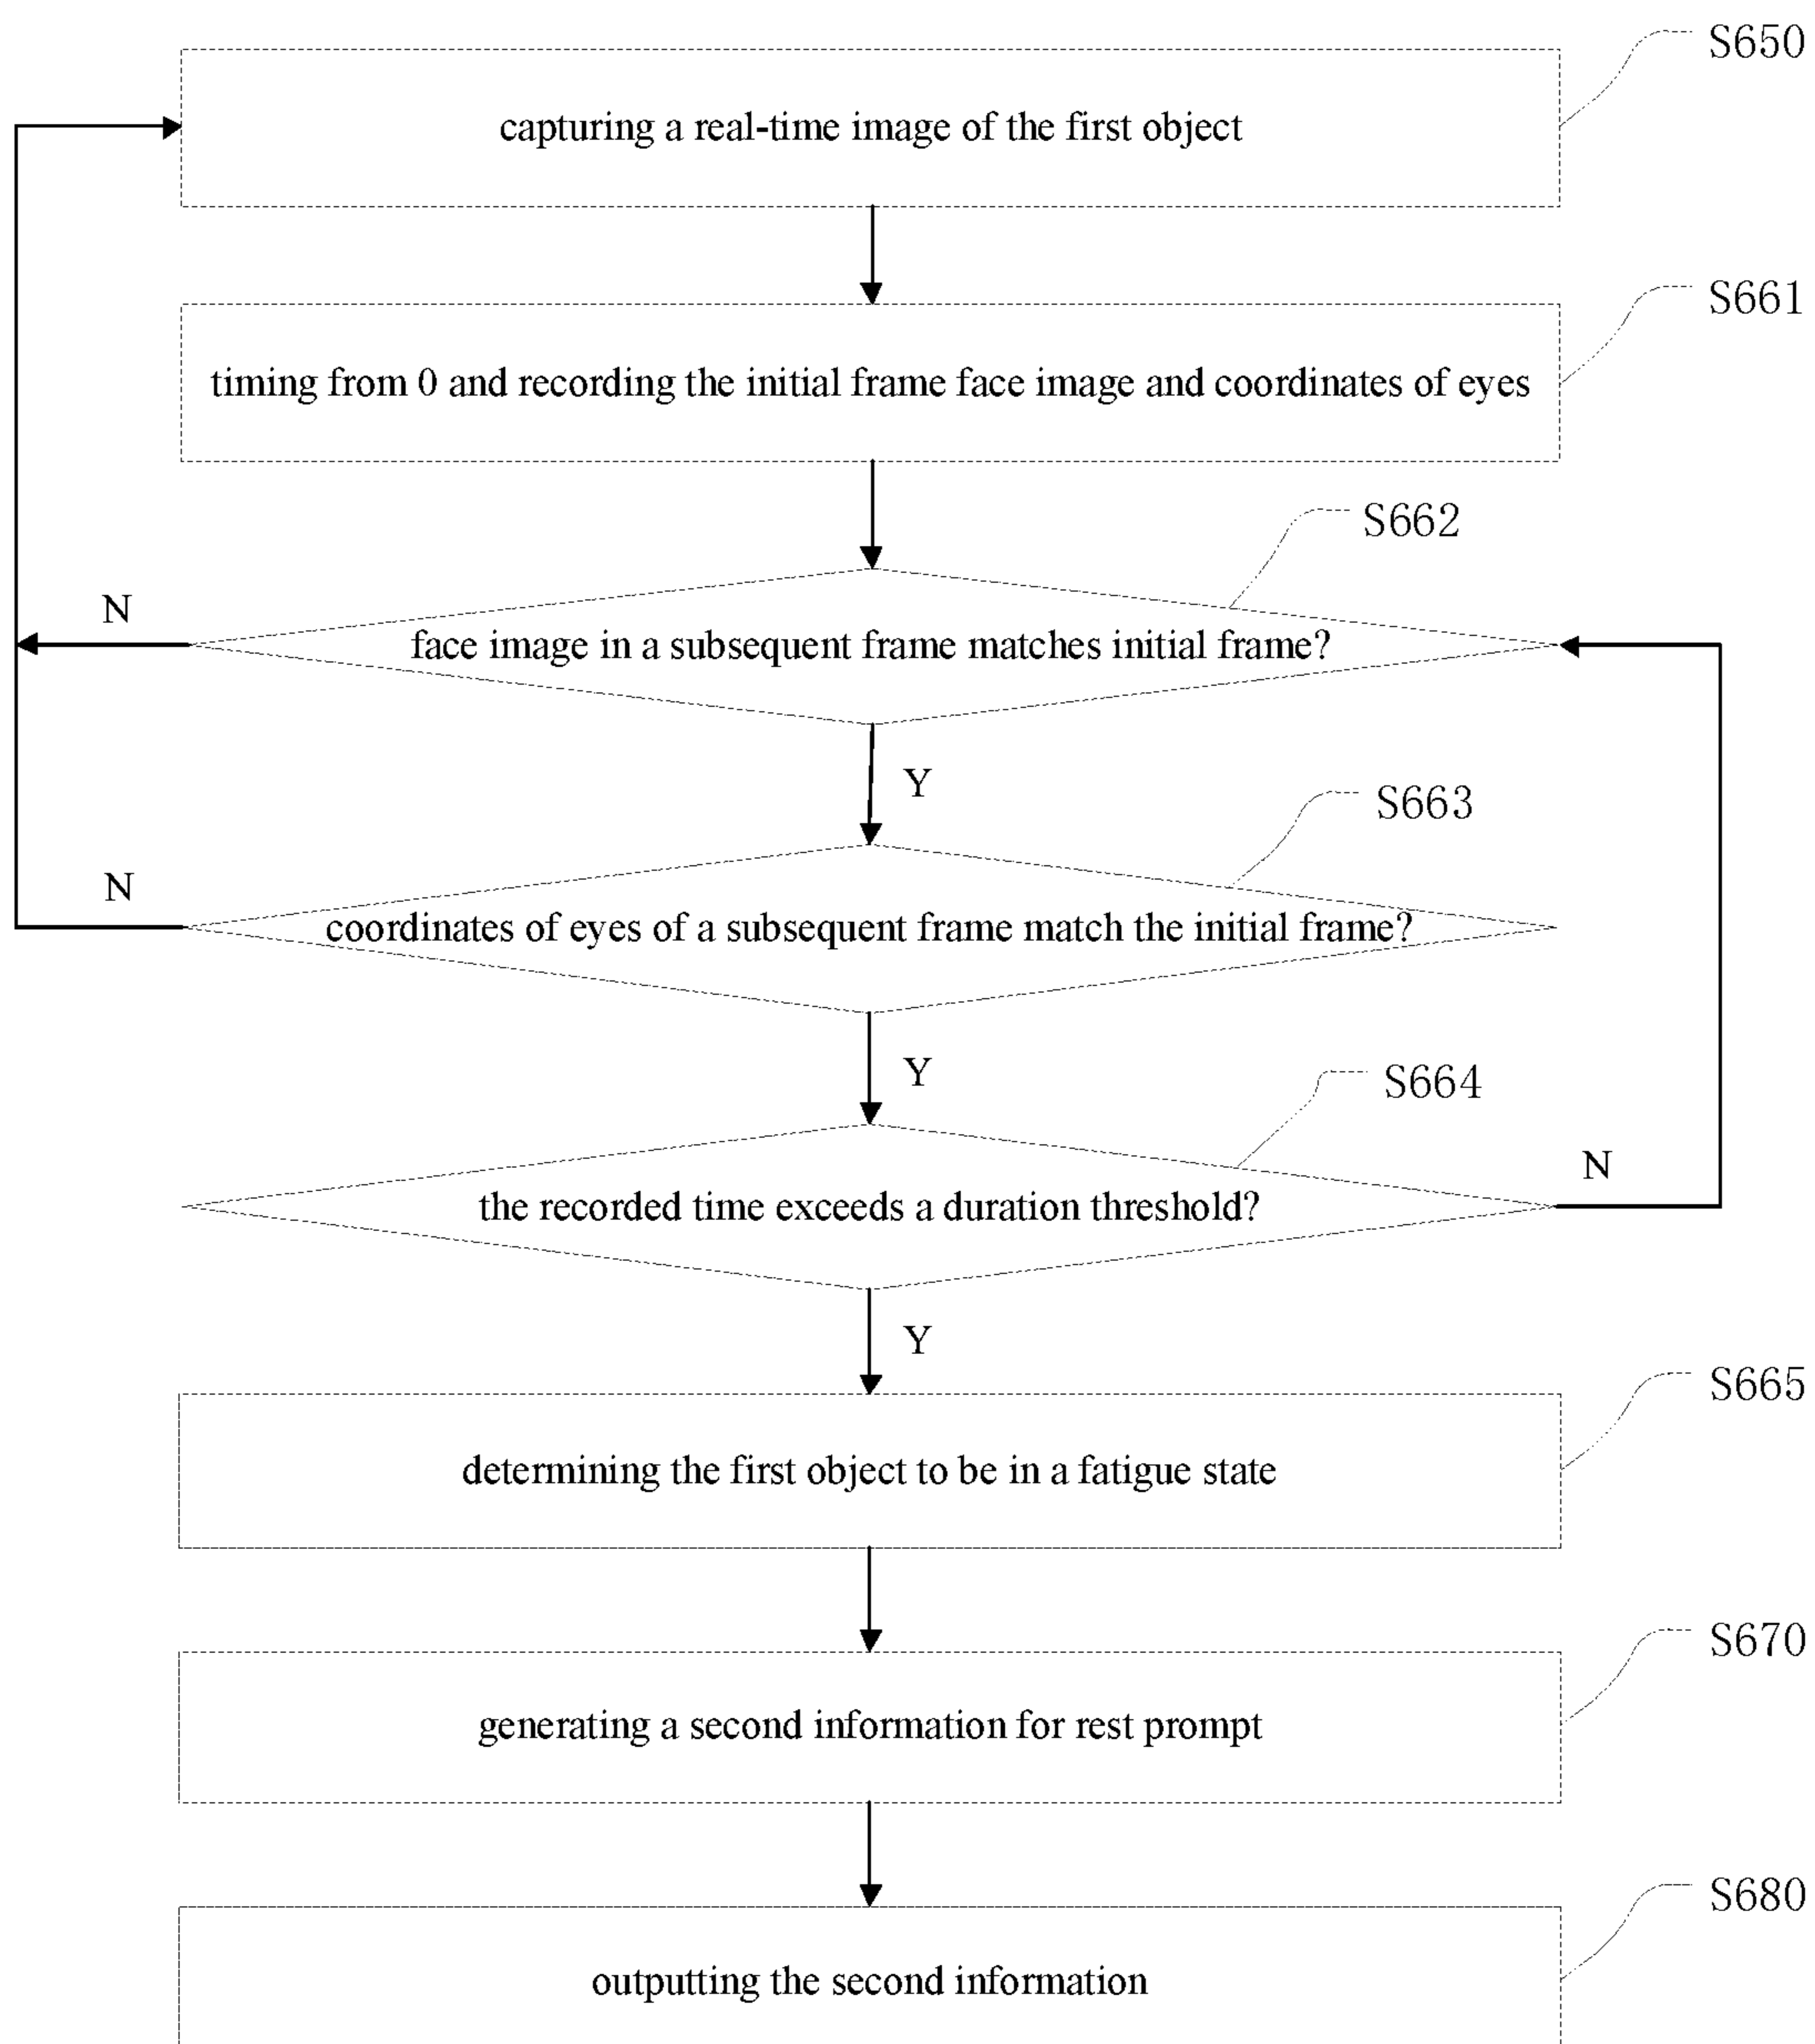 S650
capturing a real-time image of the first object
S661
timing from 0 and recording the initial frame face image and coordinates of eyes
S662
N
face image in a subsequent frame matches initial frame?
Y
S663
N
coordinates of eyes of a subsequent frame match the initial frame?
Y
S664
N
the recorded time exceeds a duration threshold?
Y
S665
determining the first object to be in a fatigue state
S670
generating a second information for rest prompt
S680
outputting the second information